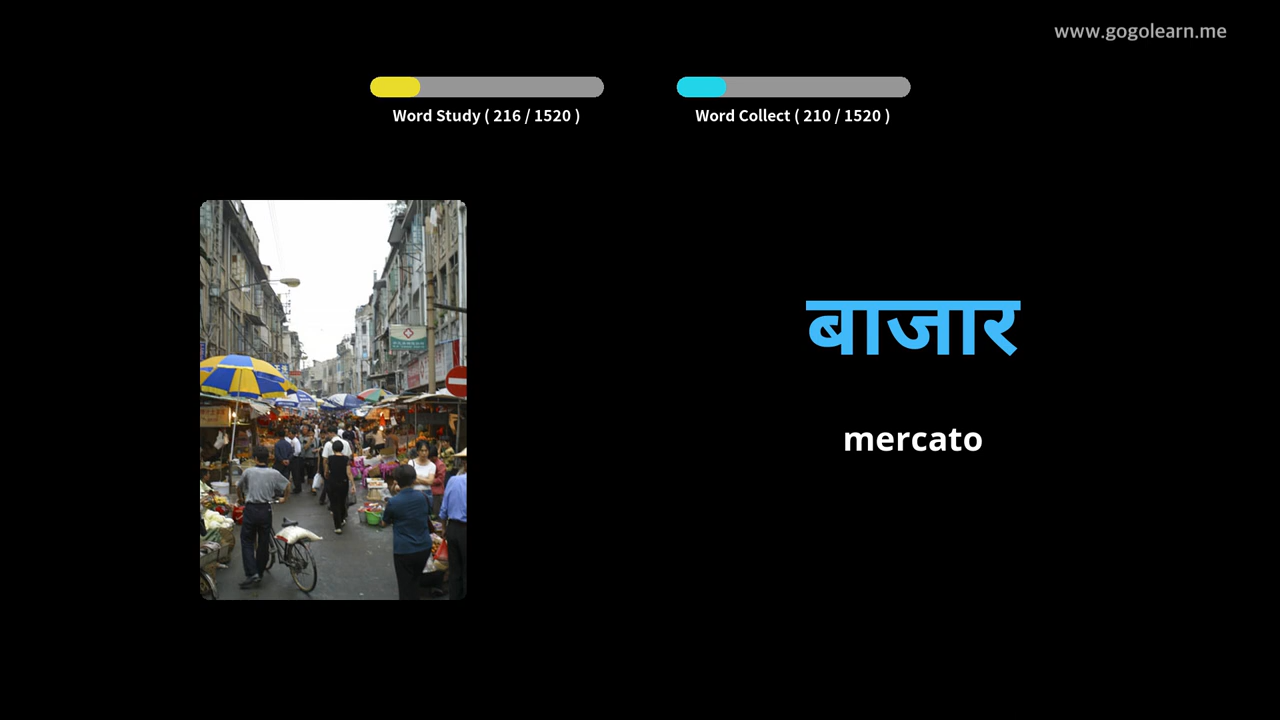 www.gogolearn.me
Word Study ( 216 / 1520 )
Word Collect ( 210 / 1520 )
बाजार
mercato